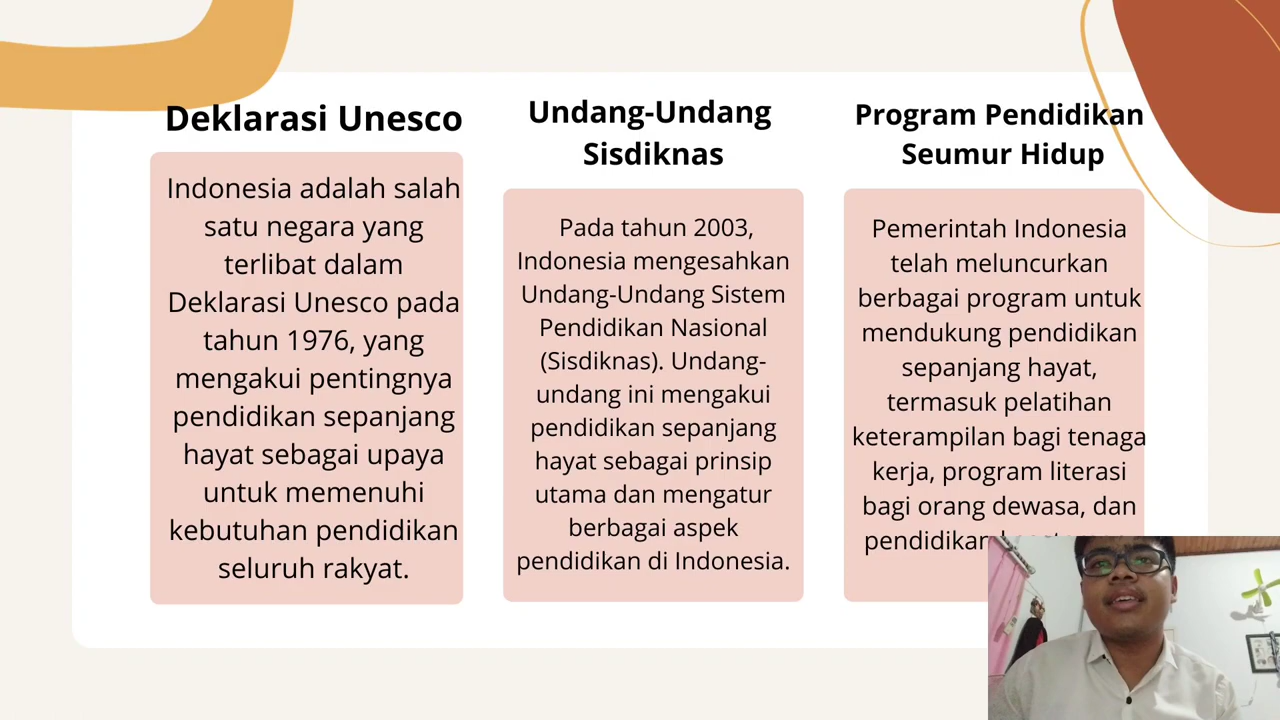 Deklarasi Unesco
Indonesia adalah salah
satu negara yang
terlibat dalam
Deklarasi Unesco pada
tahun 1976, yang
mengakui pentingnya
pendidikan sepanjang
hayat sebagai upaya
untuk memenuhi
kebutuhan pendidikan
seluruh rakyat.
Undang-Undang
Sisdiknas
Pada tahun 2003,
Indonesia mengesahkan
Undang-Undang Sistem
Pendidikan Nasional
(Sisdiknas). Undang-
undang ini mengakui
pendidikan sepanjang
hayat sebagai prinsip
utama dan mengatur
berbagai aspek
pendidikan di Indonesia.
Program Pendidikan
Seumur Hidup
Pemerintah Indonesia
telah meluncurkan
berbagai program untuk
mendukung pendidikan
sepanjang hayat,
termasuk pelatihan
keterampilan bagi tenaga
kerja, program literasi
bagi orang dewasa, dan
pendidikan